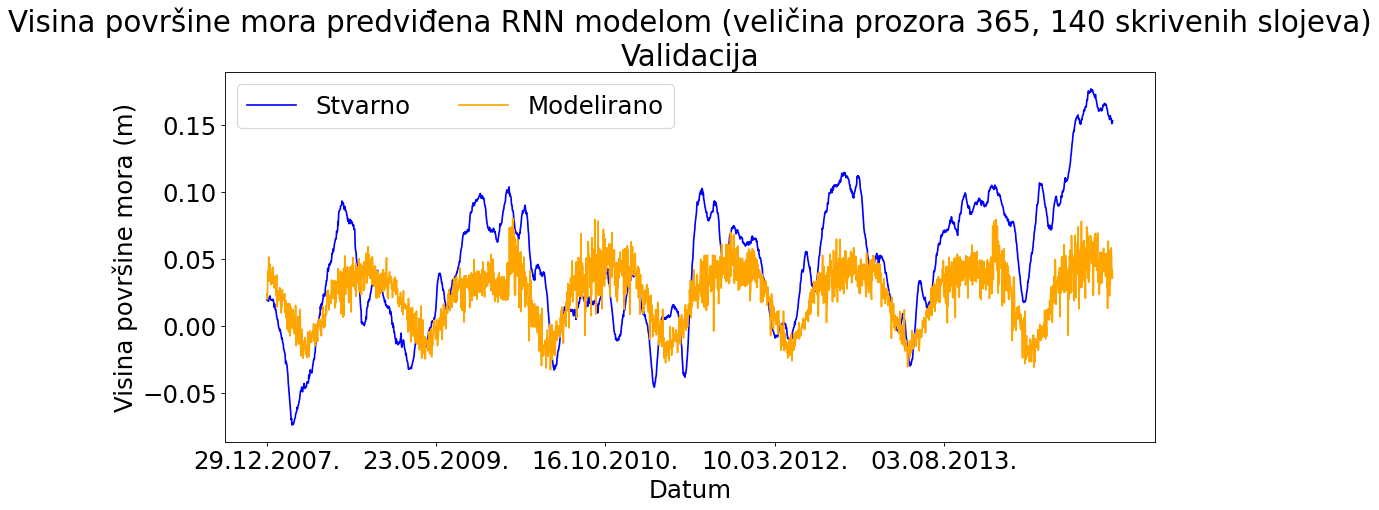 Visina površine mora predviđena RNN modelom (veličina prozora 365, 140 skrivenih slojeva)
Validacija
Stvarno
Modelirano
Visina površine mora (m)
0.15
0.10
0.05
0.00
−0.05
29.12.2007.
23.05.2009.
16.10.2010.
10.03.2012.
03.08.2013.
Datum